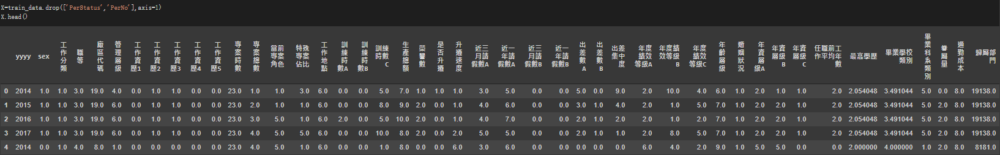 X=train_data.drop(['PerStatus','PerNo'],axis=1)
X.head()
yyyy sex 工作分類 職等 廠區代碼 管理層級 工作資歷1 工作資歷2 工作資歷3 工作資歷4 工作資歷5 專案時數 專案總數 當前專案角色 特殊專案佔比 工作地點 訓練時數A 訓練時數B 訓練時數C 生產總額 榮譽數 是否升遷 升遷速度 近三月請假數A 近一年請假數A 近三月請假數B 近一年請假數B 出差數A 出差數B 出差集中度 年度績效等級A 年度績效等級B 年度績效等級C 年齡層級 婚姻狀況 年資層級A 年資層級B 年資層級C 任職前工作平均年數 最高學歷 畢業學校類別 畢業科系類別 眷屬量 通勤成本 歸屬部門
0 2014 1.0 1.0 3.0 19.0 4.0 0.0 1.0 1.0 0.0 0.0 23.0 1.0 1.0 3.0 6.0 0.0 0.0 5.0 7.0 1.0 1.0 1.0 3.0 5.0 0.0 0.0 5.0 0.0 9.0 2.0 10.0 4.0 6.0 1.0 2.0 1.0 1.0 2.0 2.054048 3.491044 5.0 0.0 8.0 19138.0
1 2015 1.0 1.0 3.0 19.0 6.0 0.0 1.0 1.0 0.0 0.0 23.0 2.0 1.0 1.0 6.0 0.0 0.0 8.0 9.0 2.0 0.0 1.0 4.0 6.0 0.0 0.0 3.0 1.0 4.0 2.0 1.0 5.0 7.0 1.0 2.0 2.0 1.0 2.0 2.054048 3.491044 5.0 2.0 8.0 19138.0
2 2016 1.0 1.0 3.0 19.0 6.0 0.0 1.0 1.0 0.0 0.0 23.0 3.0 5.0 1.0 6.0 2.0 0.0 5.0 10.0 2.0 0.0 1.0 4.0 7.0 0.0 0.0 2.0 1.0 2.0 2.0 1.0 2.0 7.0 1.0 2.0 2.0 1.0 2.0 2.054048 3.491044 5.0 2.0 8.0 19138.0
3 2017 1.0 1.0 3.0 19.0 6.0 0.0 1.0 1.0 0.0 0.0 23.0 4.0 5.0 5.0 6.0 0.0 0.0 10.0 8.0 2.0 0.0 2.0 5.0 5.0 0.0 0.0 2.0 1.0 1.0 2.0 8.0 5.0 7.0 1.0 2.0 2.0 1.0 2.0 2.054048 3.491044 5.0 2.0 8.0 19138.0
4 2014 0.0 1.0 4.0 8.0 1.0 0.0 0.0 0.0 0.0 0.0 23.0 4.0 5.0 1.0 6.0 0.0 0.0 1.0 8.0 0.0 0.0 6.0 3.0 6.0 0.0 0.0 0.0 0.0 0.0 6.0 4.0 2.0 9.0 1.0 5.0 5.0 0.0 0.0 2.000000 4.000000 1.0 2.0 8.0 8181.0